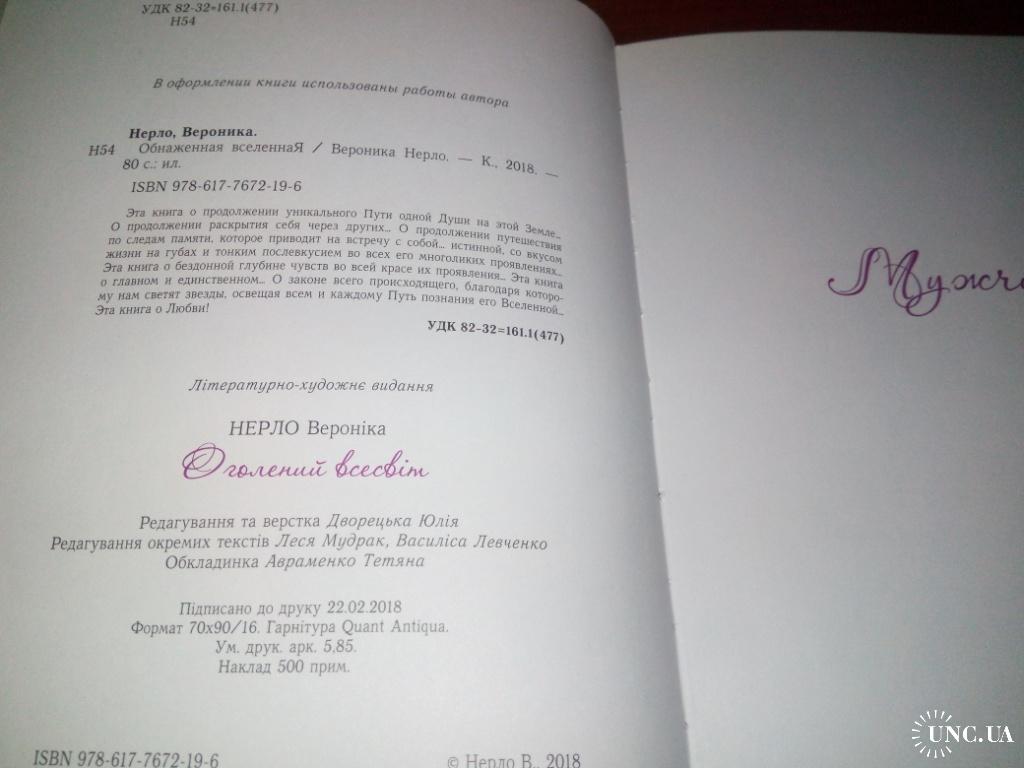 УДК 82-32=161.1(477)
Н54
В оформлении книги использованы работы автора
Нерло, Вероника.
Н54 Обнаженная вселеннаЯ / Вероника Нерло. — К., 2018. —
80 с.: ил.
ISBN 978-617-7672-19-6
Эта книга о продолжении уникального Пути одной Души на этой Земле...
О продолжении раскрытия себя через других... О продолжении путешествия
по следам памяти, которое приводит на встречу с собой... истинной, со вкусом
жизни на губах и тонким послевкусием во всех его многоликих проявлениях...
Эта книга о бездонной глубине чувств во всей красе их проявления... Эта книга
о главном и единственном... О законе всего происходящего, благодаря которо-
му нам светят звезды, освещая всем и каждому Путь познания его Вселенной...
Эта книга о Любви!
УДК 82-32=161.1(477)
Літературно-художнє видання
НЕРЛО Вероніка
Оголений всесвіт
Редагування та верстка Дворецька Юлія
Редагування окремих текстів Леся Мудрак, Василіса Левченко
Обкладинка Авраменко Тетяна
Підписано до друку 22.02.2018
Формат 70х90/16. Гарнітура Quant Antiqua.
Ум. друк. арк. 5,85.
Наклад 500 прим.
ISBN 978-617-7672-19-6
© Нерло В., 2018
Мужч
UNC.UA